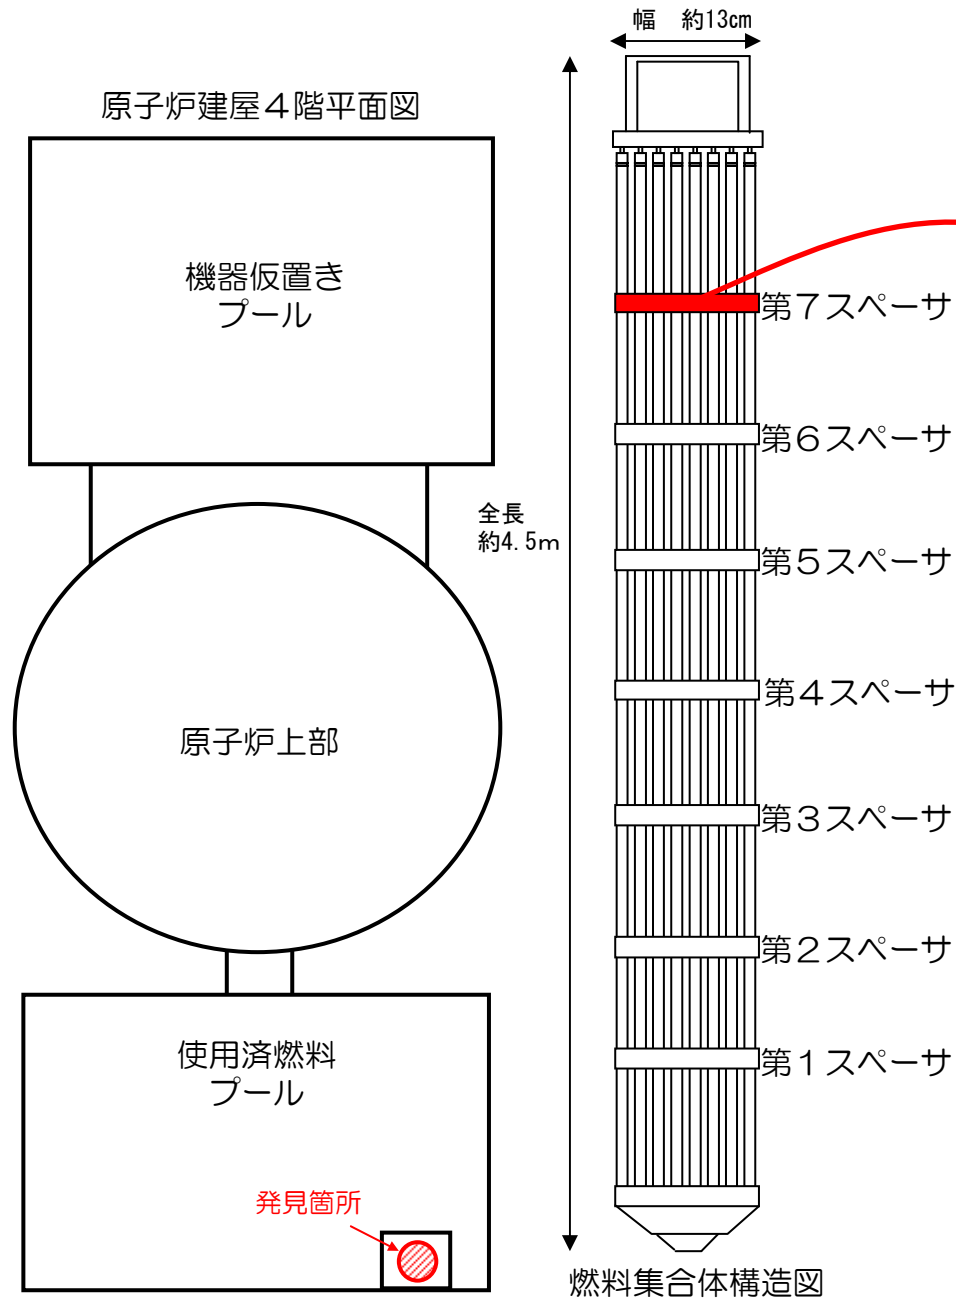 幅　約13cm
原子炉建屋４階平面図
機器仮置き
プール
第７スペーサ
第６スペーサ
全長
約4.5m
第５スペーサ
第４スペーサ
原子炉上部
第３スペーサ
第２スペーサ
使用済燃料
プール
第１スペーサ
発見箇所
燃料集合体構造図